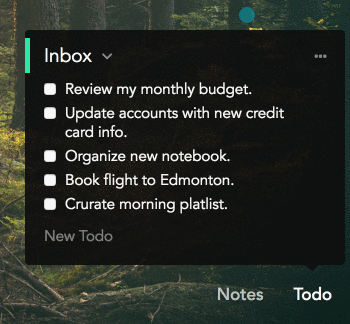 Inbox
Review my monthly budget.
Update accounts with new credit
card info.
Organize new notebook.
Book flight to Edmonton.
Crurate morning platlist.
New Todo
Notes Todo